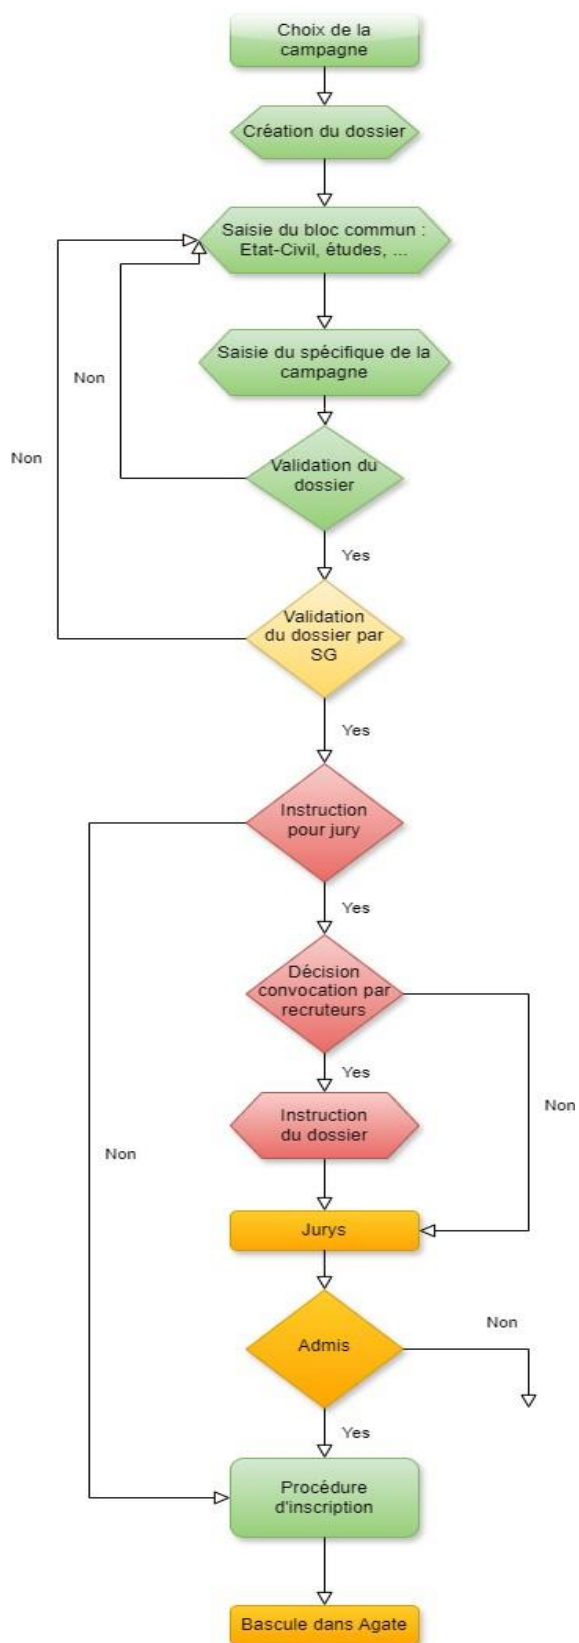 Choix de la
campagne
Création du dossier
Saisie du bloc commun :
Etat-Civil, études, ...
Saisie du spécifique de la
campagne
Non
Non
Validation du
dossier
Yes
Validation
du dossier par
SG
Yes
Instruction
pour jury
Yes
Décision
convocation par
recruteurs
Yes
Non
Instruction
du dossier
Non
Jurys
Admis
Non
Yes
Procédure
d'inscription
Bascule dans Agate